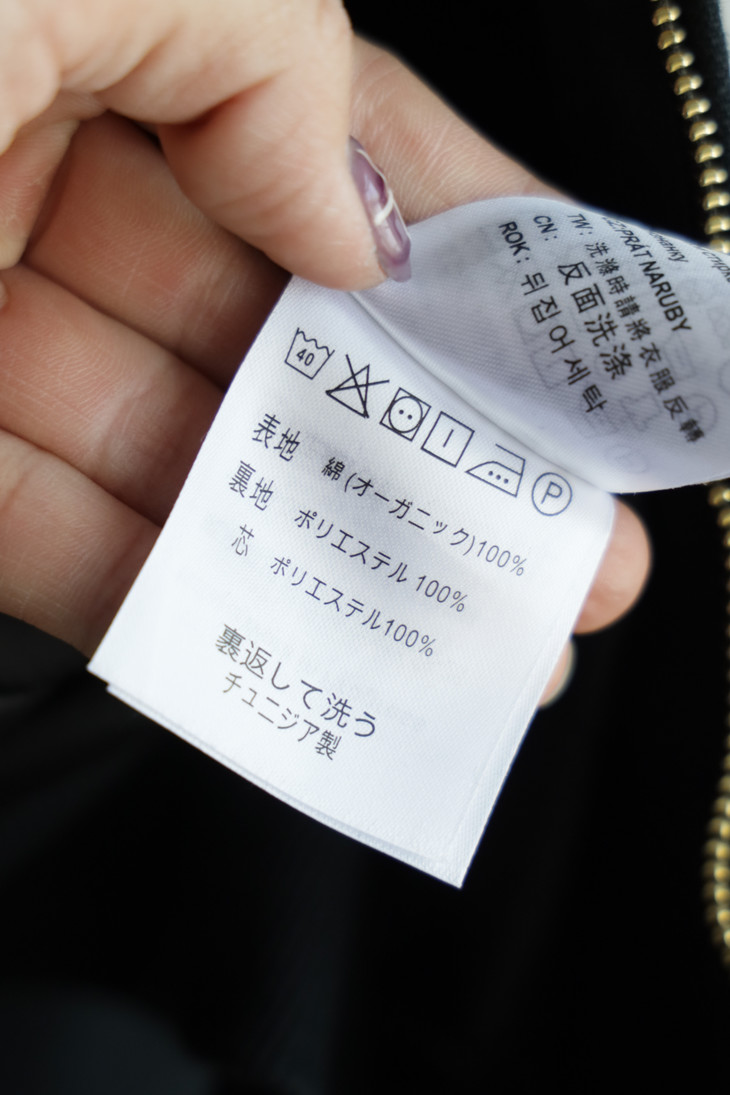 40
P
表地 綿(オーガニック)100%
裏地 ポリエステル 100%
芯 ポリエステル100%
裏返して洗う
チュニジア製
PRÁT NARUBY
TW: 洗滌時請將衣服反轉
CN: 反面洗涤
ROK: 뒤집어 세탁